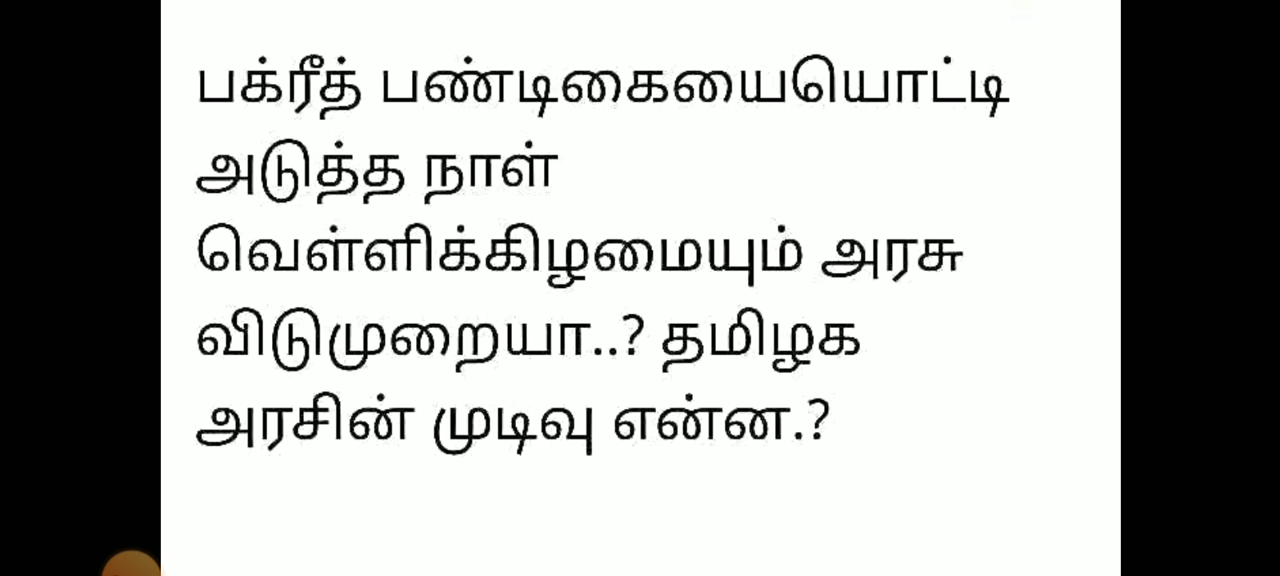 பக்ரீத் பண்டிகையையொட்டி
அடுத்த நாள்
வெள்ளிக்கிழமையும் அரசு
விடுமுறையா..? தமிழக
அரசின் முடிவு என்ன.?